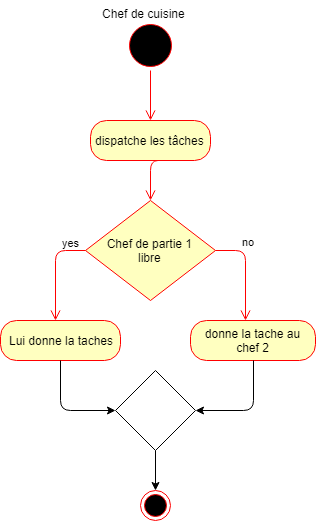 Chef de cuisine
dispatche les tâches
Chef de partie 1
libre
yes
no
Lui donne la taches
donne la tache au
chef 2